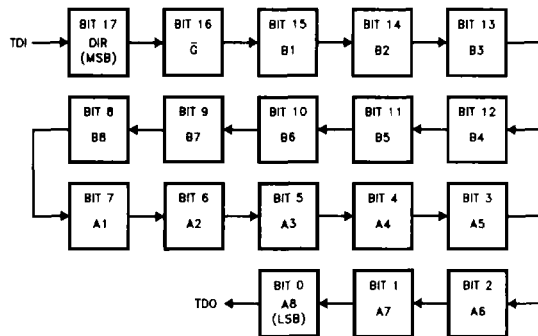 BIT 17 BIT 16 BIT 15 BIT 14 BIT 13
TDI DIR G̅ B1 B2 B3
(MSB)
BIT 8 BIT 9 BIT 10 BIT 11 BIT 12
B8 B7 B6 B5 B4
BIT 7 BIT 6 BIT 5 BIT 4 BIT 3
A1 A2 A3 A4 A5
BIT 0 BIT 1 BIT 2
TDO A8 A7 A6
(LSB)